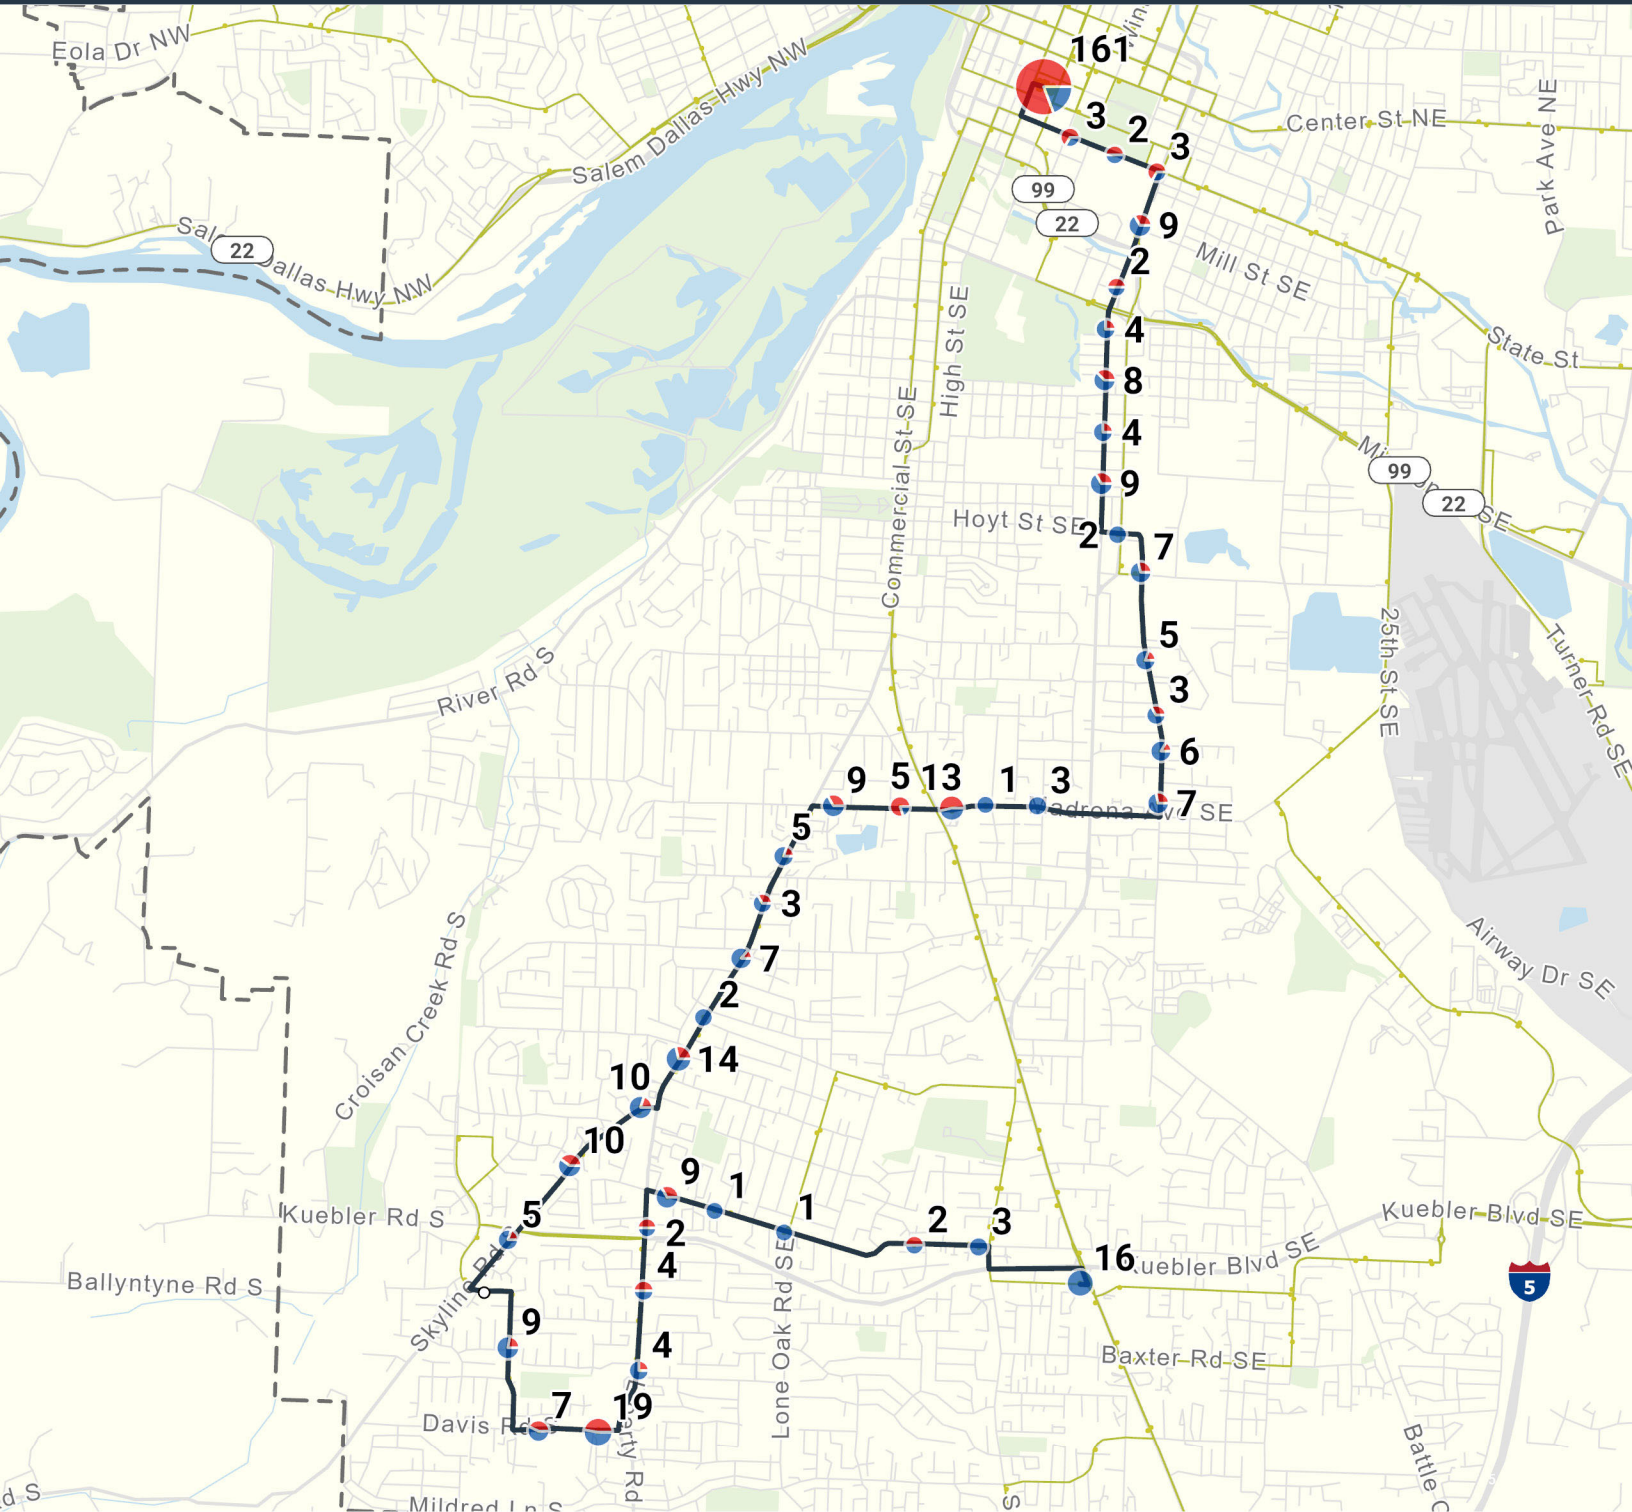 161
Eola Dr NW
Salem Dallas Hwy NW
Center St NE
Park Ave NE
3
2
3
99
22
9
Mill St SE
22
Dallas Hwy NW
2
4
State St
High St SE
8
Commercial St SE
4
99
22
SE
9
Hoyt St SE
2
7
25th St SE
Turner Rd SE
5
River Rd S
3
6
9
5
13
1
3
7
SE
5
3
Croisan Creek Rd S
7
Airway Dr SE
2
14
10
10
9
1
1
2
3
5
Kuebler Rd S
2
Kuebler Blvd SE
16
4
Ballyntyne Rd S
Lone Oak Rd SE
5
9
4
Baxter Rd SE
7
19
Davis Rd S
Battle
Mildred Ln S
d S
S